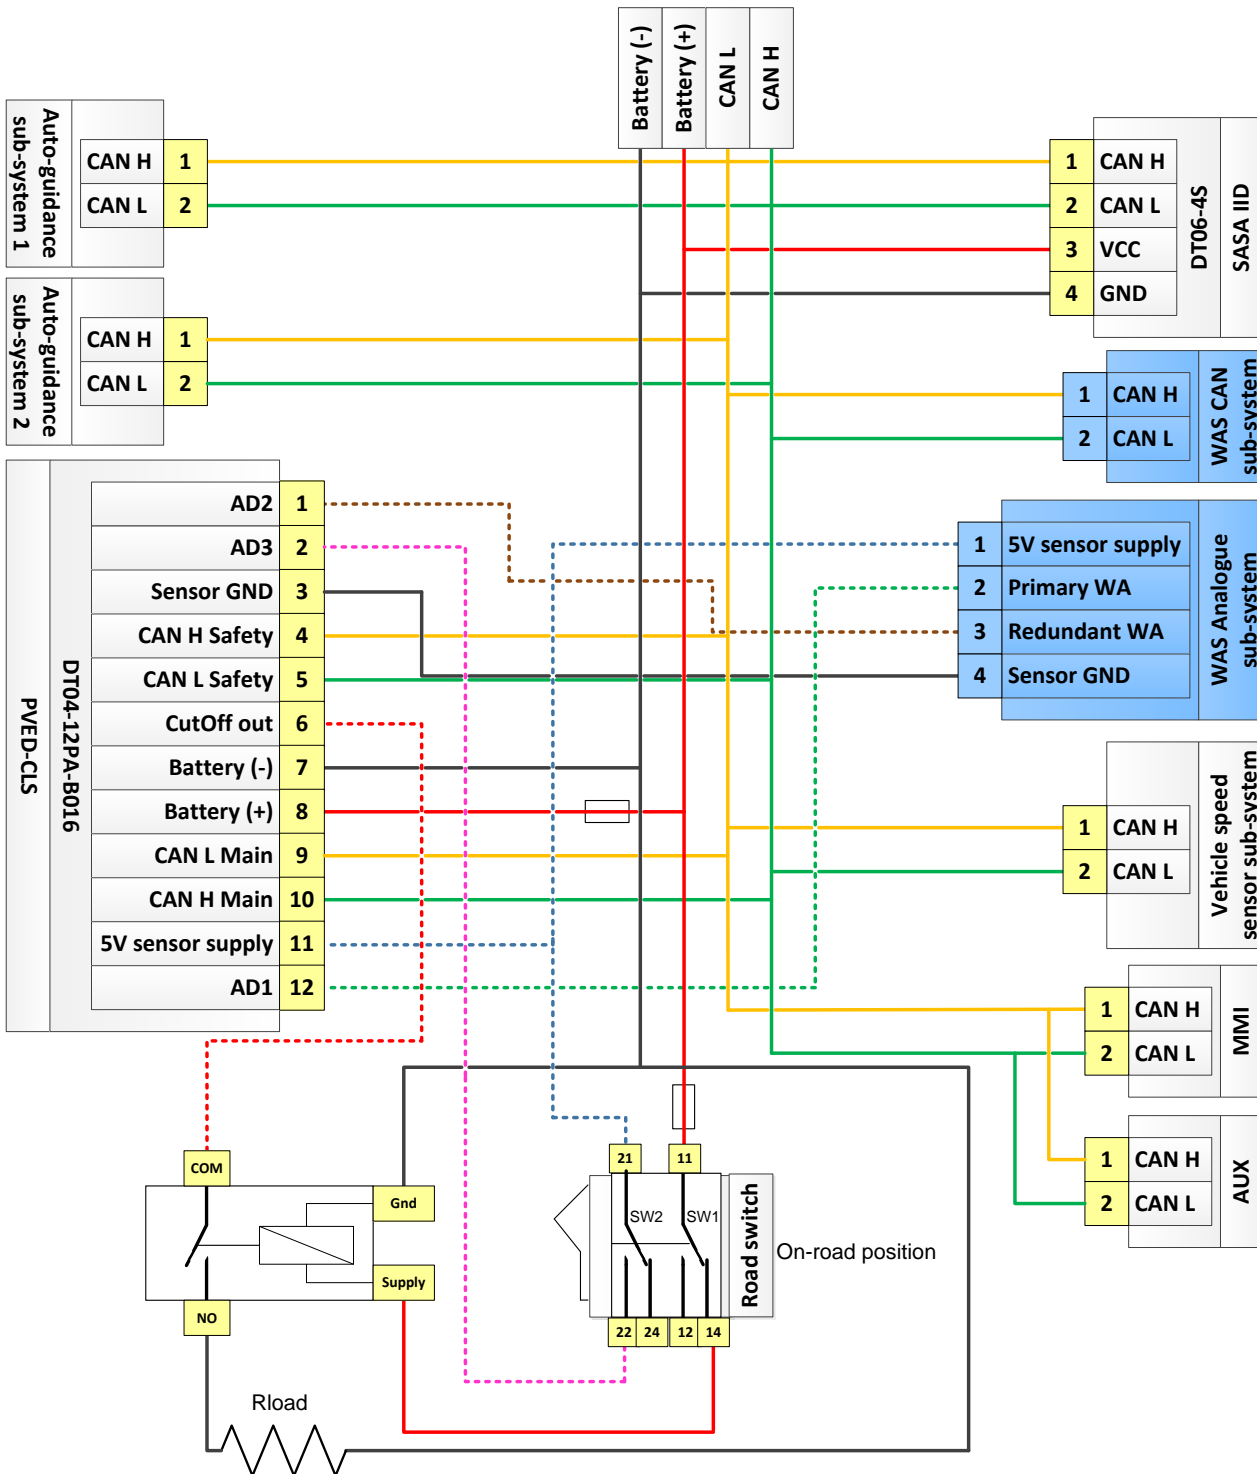 Battery (-)
Battery (+)
CAN L
CAN H
Auto-guidance
sub-system 1
CAN H 1
CAN L 2
Auto-guidance
sub-system 2
CAN H 1
CAN L 2
PVED-CLS
DT04-12PA-B016
AD2 1
AD3 2
Sensor GND 3
CAN H Safety 4
CAN L Safety 5
CutOff out 6
Battery (-) 7
Battery (+) 8
CAN L Main 9
CAN H Main 10
5V sensor supply 11
AD1 12
1 CAN H
2 CAN L
3 VCC
4 GND
DT06-4S
SASA IID
1 CAN H
2 CAN L
WAS CAN
sub-system
1 5V sensor supply
2 Primary WA
3 Redundant WA
4 Sensor GND
WAS Analogue
sub-system
1 CAN H
2 CAN L
Vehicle speed
sensor sub-system
1 CAN H
2 CAN L
MMI
1 CAN H
2 CAN L
AUX
COM
Gnd
Supply
NO
Rload
21 11
SW2 SW1
22 24 12 14
Road switch
On-road position